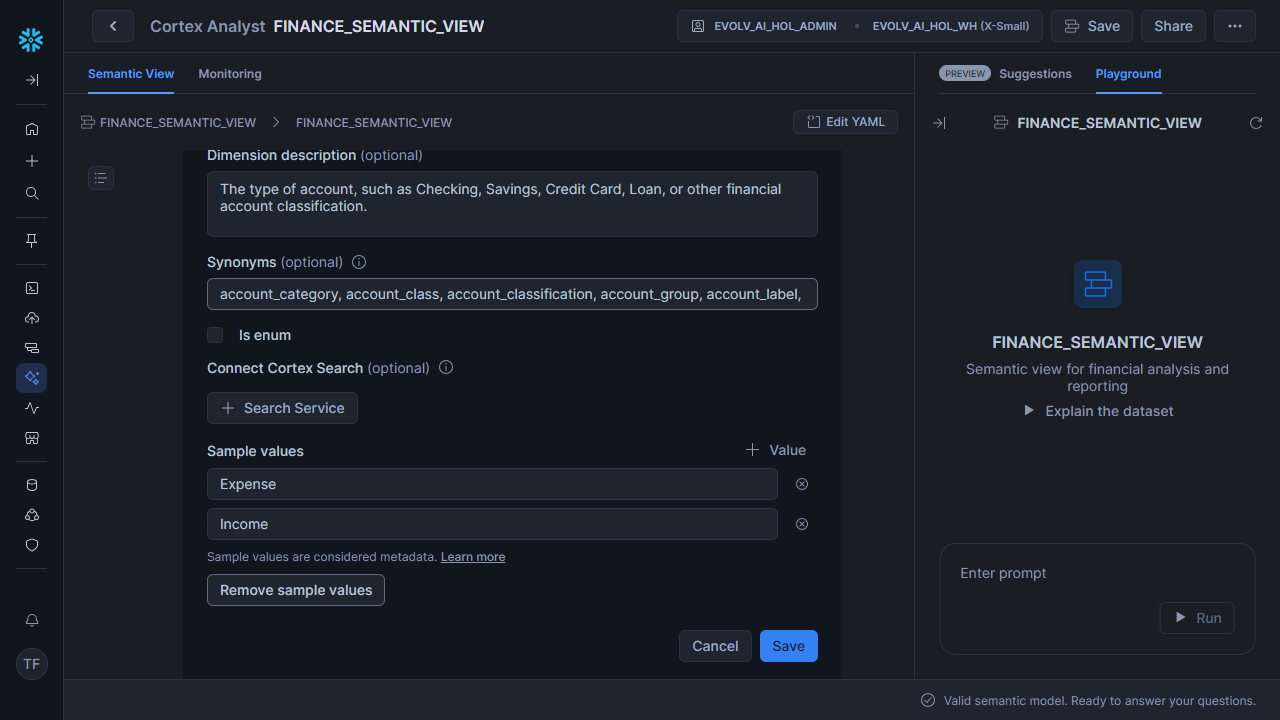 Cortex Analyst FINANCE_SEMANTIC_VIEW
EVOLV_AI_HOL_ADMIN • EVOLV_AI_HOL_WH (X-Small)
Save
Share
Semantic View
Monitoring
PREVIEW
Suggestions
Playground
FINANCE_SEMANTIC_VIEW
FINANCE_SEMANTIC_VIEW
Edit YAML
FINANCE_SEMANTIC_VIEW
Dimension description (optional)
The type of account, such as Checking, Savings, Credit Card, Loan, or other financial
account classification.
Synonyms (optional)
account_category, account_class, account_classification, account_group, account_label,
Is enum
Connect Cortex Search (optional)
Search Service
Sample values
Value
Expense
Income
Sample values are considered metadata. Learn more
Remove sample values
Cancel
Save
FINANCE_SEMANTIC_VIEW
Semantic view for financial analysis and
reporting
Explain the dataset
Enter prompt
Run
TF
Valid semantic model. Ready to answer your questions.